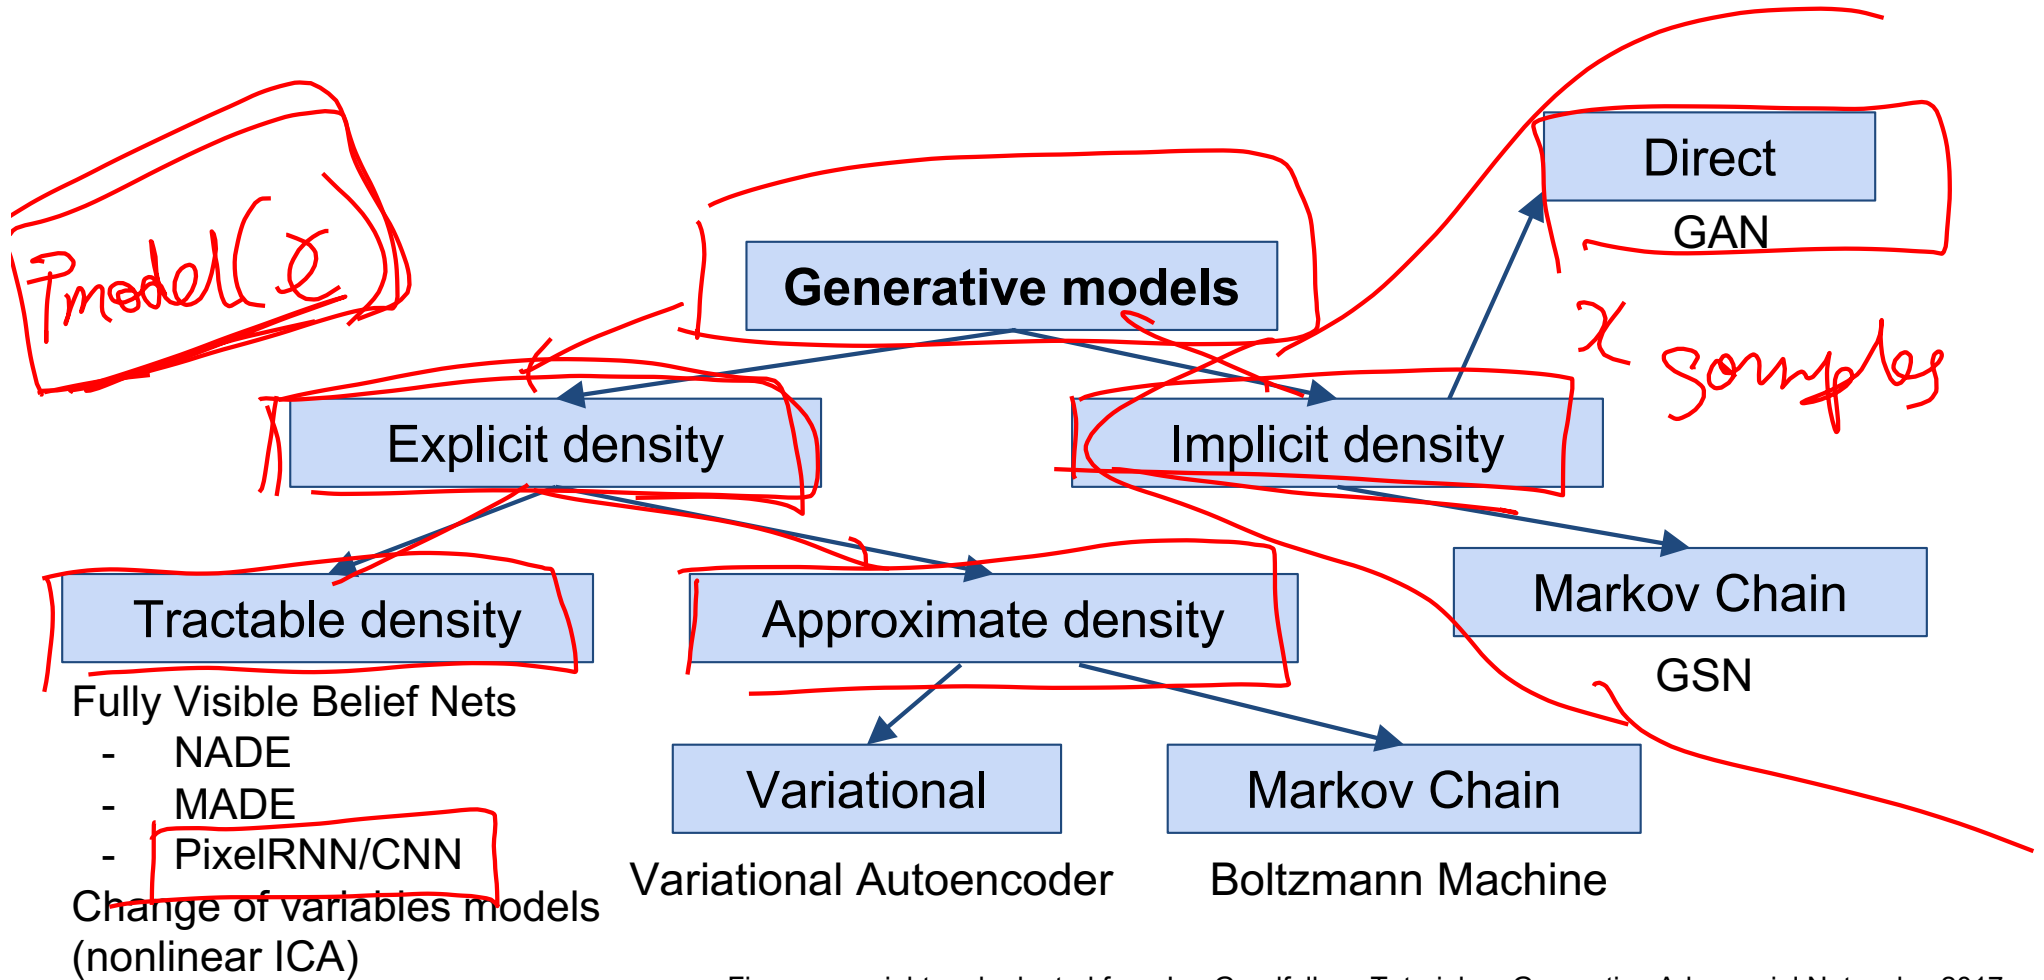 Pmodel(x)
Direct
GAN
x samples
Generative models
Explicit density
Implicit density
Tractable density
Approximate density
Markov Chain
GSN
Fully Visible Belief Nets
- NADE
- MADE
- PixelRNN/CNN
Change of variables models
(nonlinear ICA)
Variational
Markov Chain
Variational Autoencoder
Boltzmann Machine